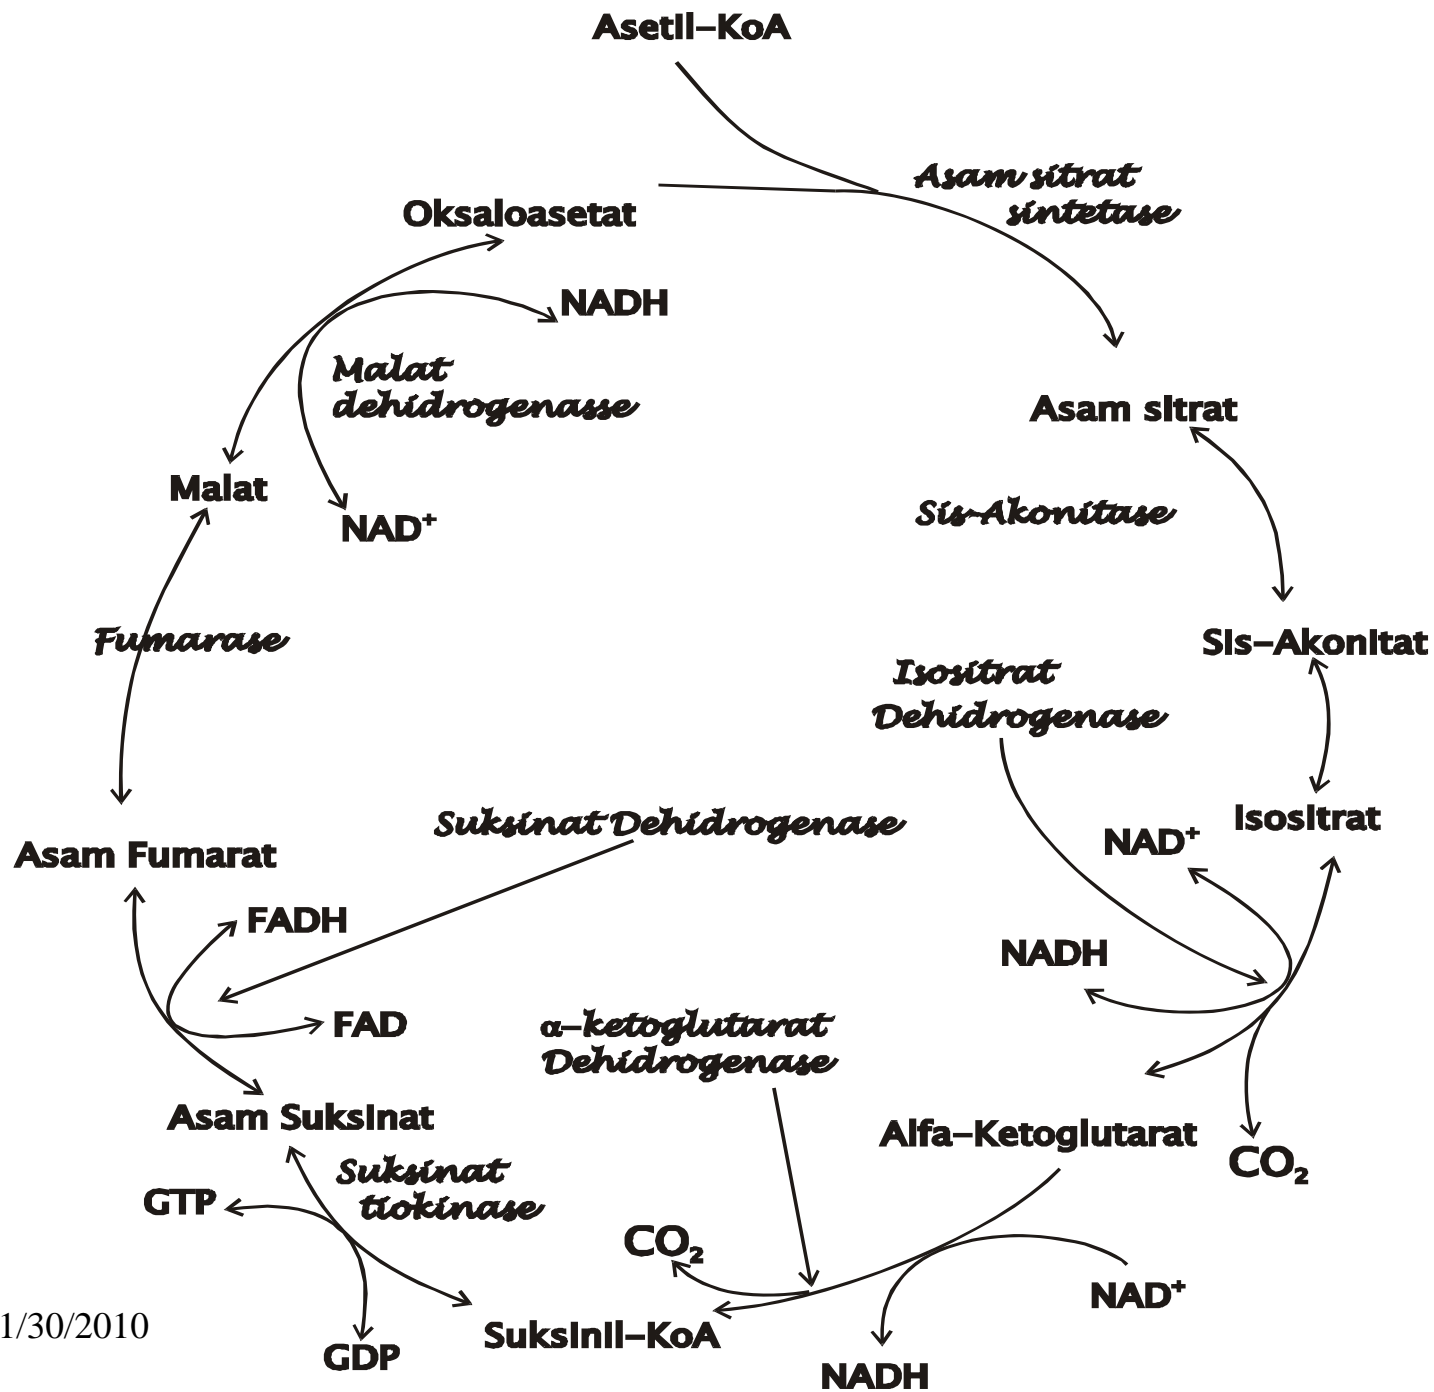 Asetil–KoA
Asam sitrat
sintetase
Oksaloasetat
NADH
Malat
dehidrogenasse
Asam sitrat
Malat
NAD⁺
Sis-Akonitase
Fumarase
Sis–Akonitat
Isositrat
Dehidrogenase
Suksinat Dehidrogenase
Isositrat
NAD⁺
Asam Fumarat
FADH
NADH
FAD
α–ketoglutarat
Dehidrogenase
Asam Suksinat
Alfa–Ketoglutarat
CO₂
Suksinat
tiokinase
GTP
CO₂
NAD⁺
1/30/2010
Suksinil–KoA
GDP
NADH